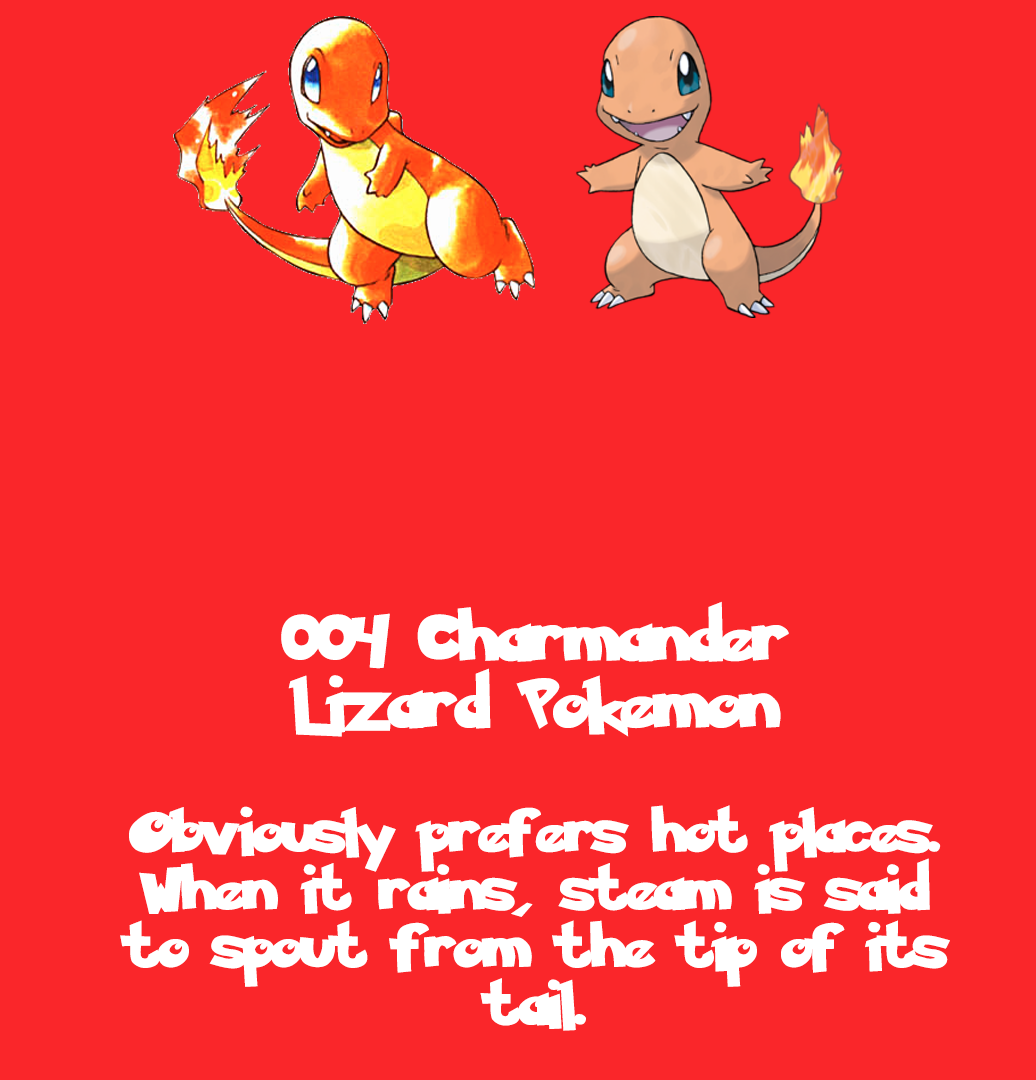 004 Charmander
Lizard Pokemon
Obviously prefers hot places.
When it rains, steam is said
to spout from the tip of its
tail.